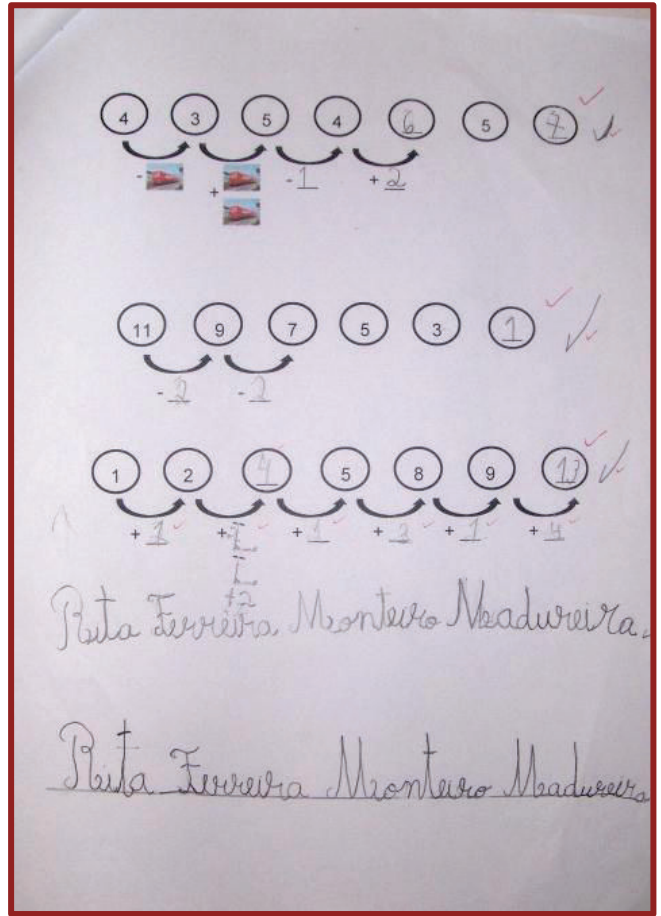 4 3 5 4 6 5 7
- + -1 +2
11 9 7 5 3 1
-2 -2
1 2 4 5 8 9 13
+1 + +1 +3 +1 +4
+2
Rita Ferreira Monteiro Madureira.
Rita Ferreira Monteiro Madureira